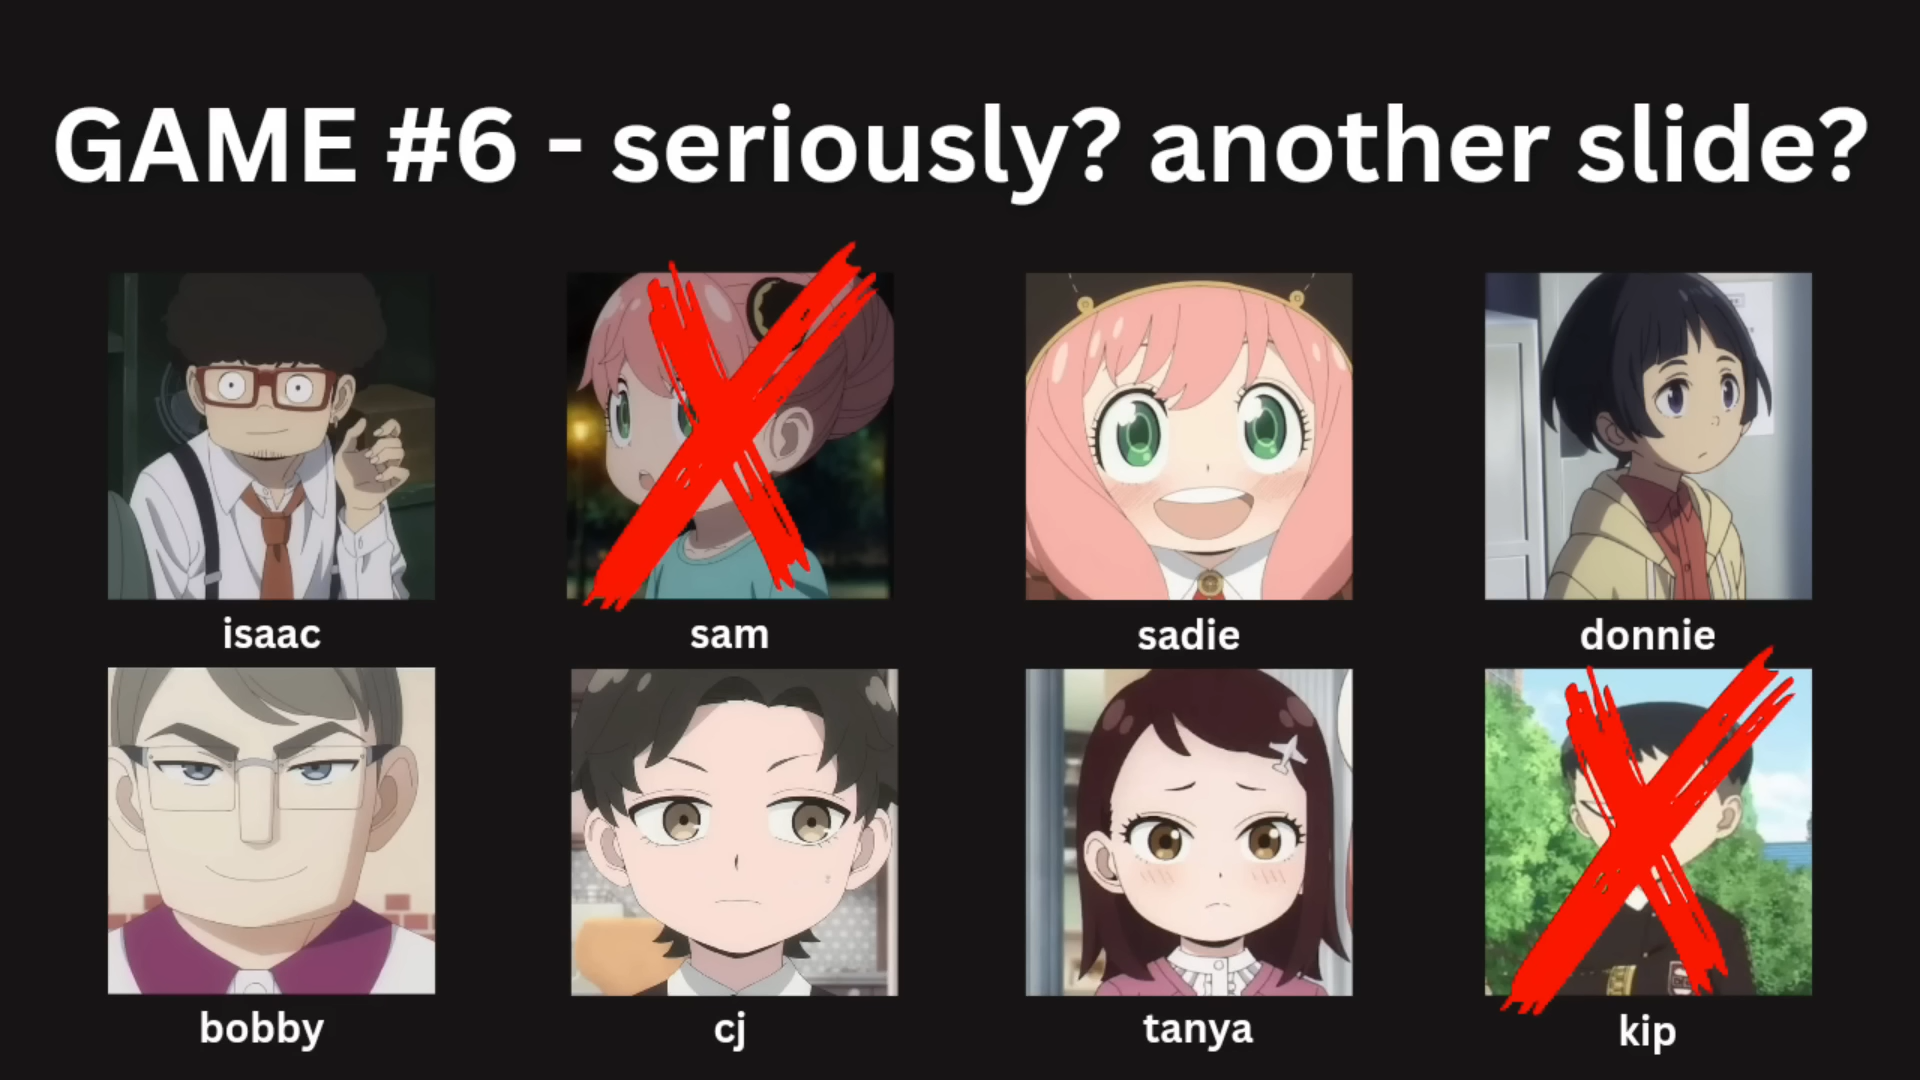 GAME #6 - seriously? another slide?
isaac
sam
sadie
donnie
bobby
cj
tanya
kip